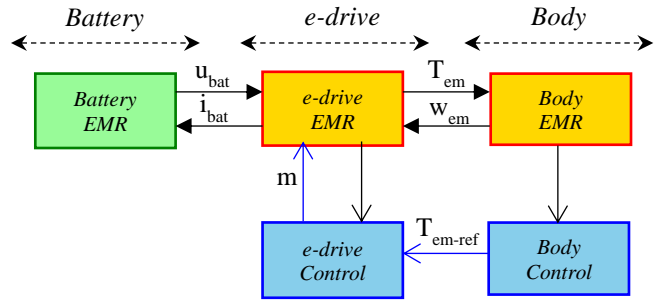 Battery e-drive Body
u_bat T_em
Battery EMR e-drive EMR Body EMR
i_bat w_em
m T_em-ref
e-drive Control Body Control